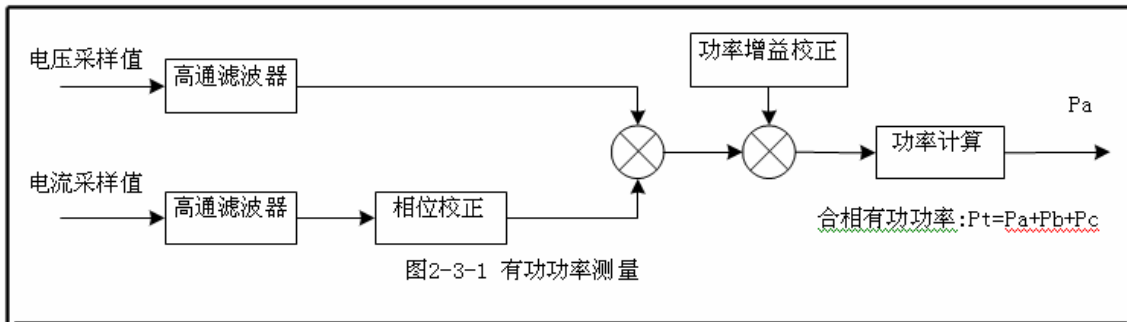 电压采样值
高通滤波器
功率增益校正
Pa
功率计算
电流采样值
高通滤波器
相位校正
合相有功功率:Pt=Pa+Pb+Pc
图2-3-1 有功功率测量